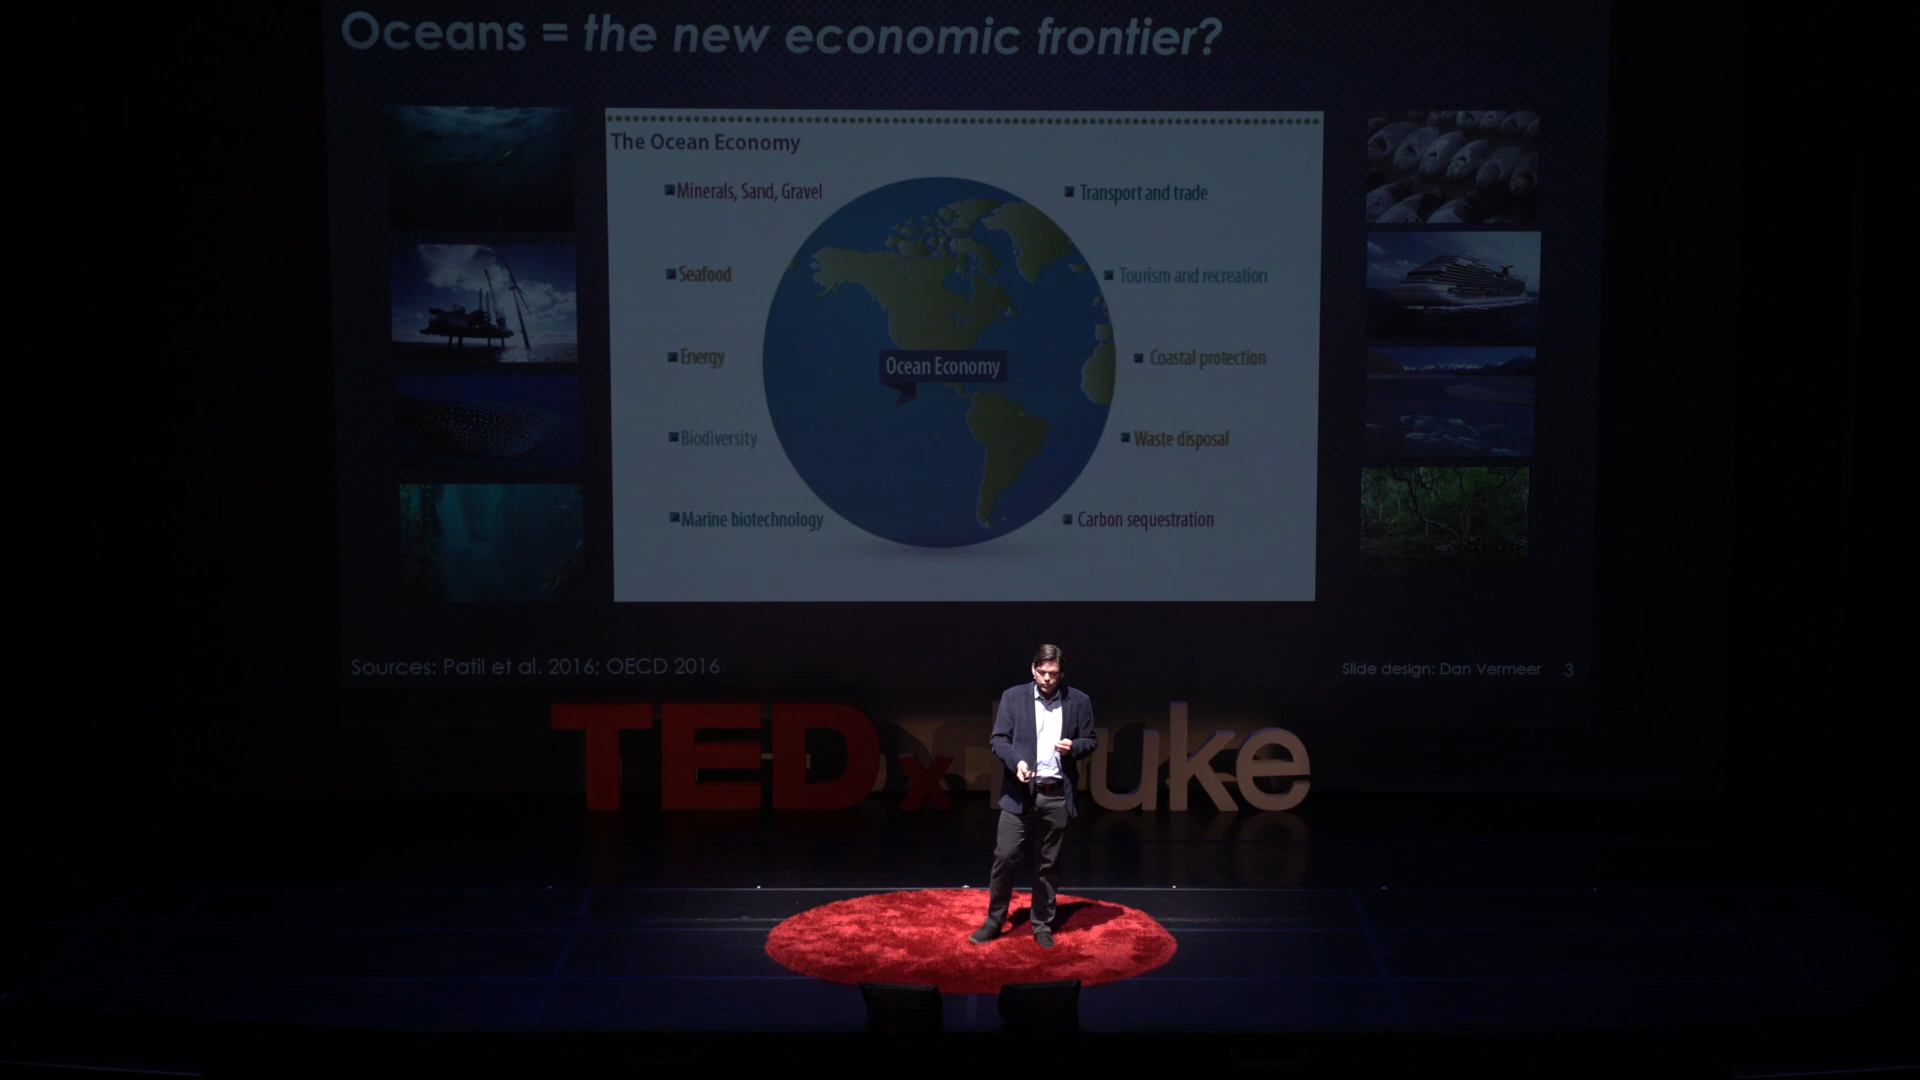 Oceans = the new economic frontier?
The Ocean Economy
Minerals, Sand, Gravel
Seafood
Energy
Biodiversity
Marine biotechnology
Ocean Economy
Transport and trade
Tourism and recreation
Coastal protection
Waste disposal
Carbon sequestration
Sources: Patil et al. 2016; OECD 2016
Slide design: Dan Vermeer 3
TEDx Duke